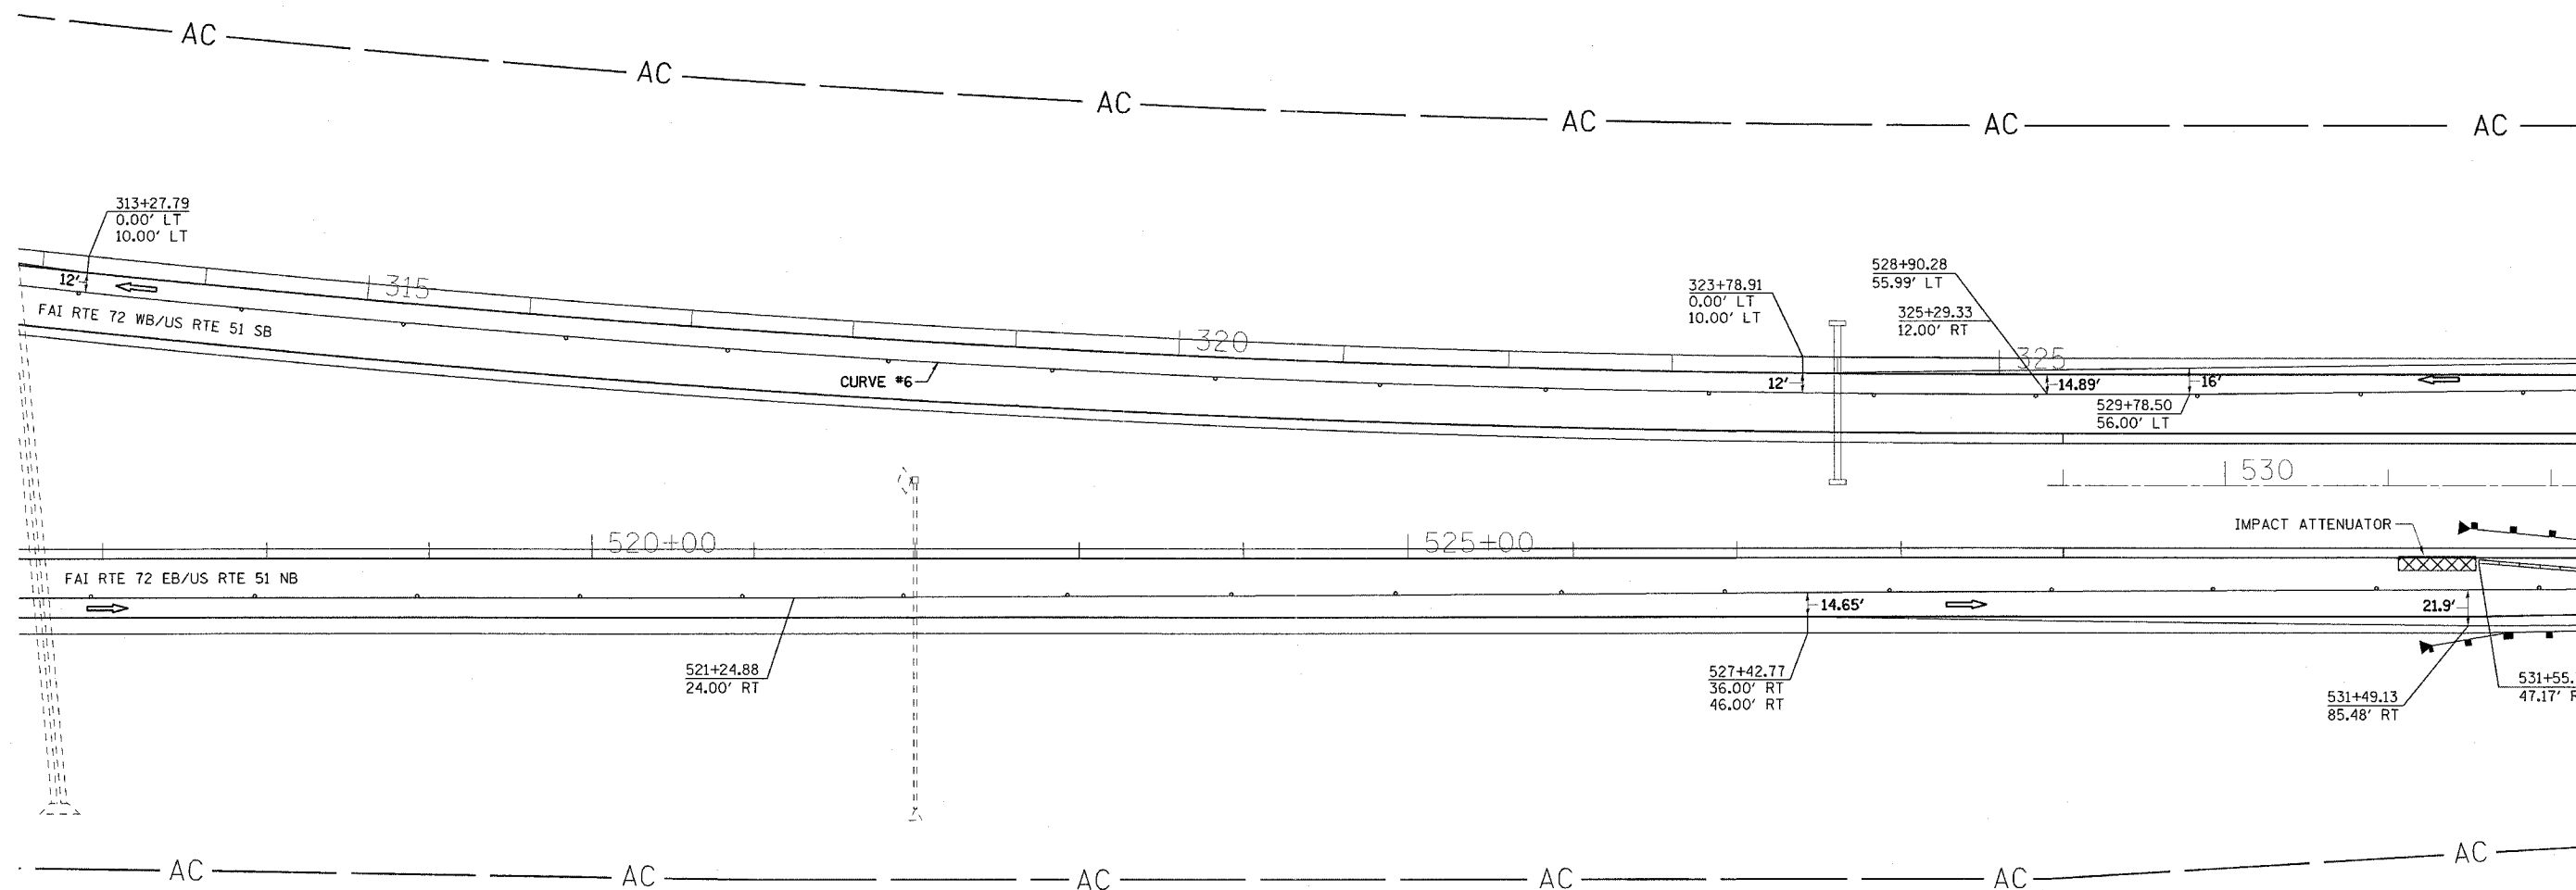 AC
AC
AC
AC
AC
AC
313+27.79
0.00' LT
10.00' LT
12'
315
FAI RTE 72 WB/US RTE 51 SB
CURVE #6
320
323+78.91
0.00' LT
10.00' LT
12'
528+90.28
55.99' LT
325+29.33
12.00' RT
325
14.89'
16'
529+78.50
56.00' LT
530
IMPACT ATTENUATOR
520+00
525+00
FAI RTE 72 EB/US RTE 51 NB
14.65'
21.9'
521+24.88
24.00' RT
527+42.77
36.00' RT
46.00' RT
531+49.13
85.48' RT
531+55.
47.17' R
AC
AC
AC
AC
AC
AC